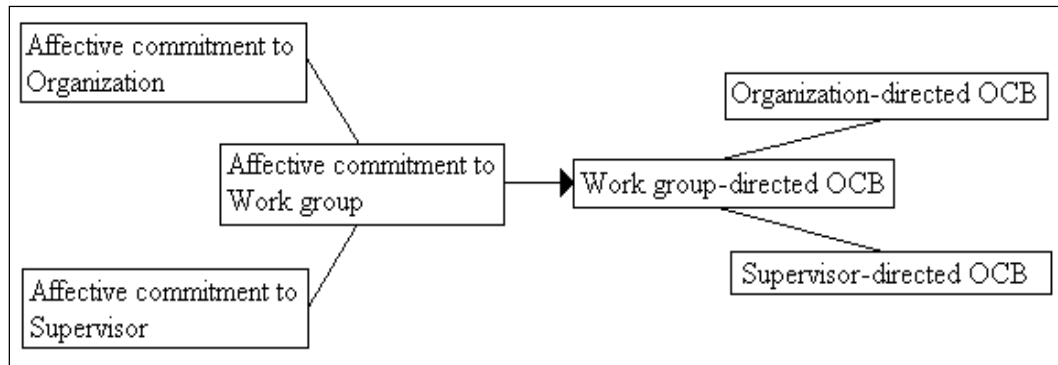 Affective commitment to
Organization
Affective commitment to
Work group
Affective commitment to
Supervisor
Organization-directed OCB
Work group-directed OCB
Supervisor-directed OCB